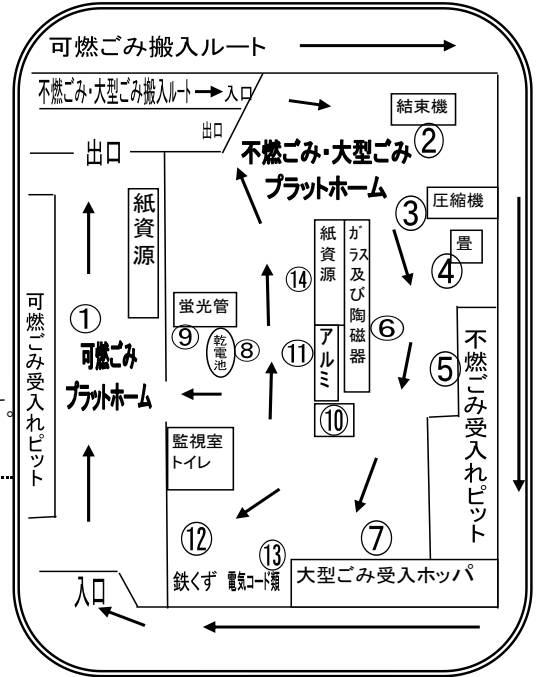 可燃ごみ搬入ルート
不燃ごみ・大型ごみ搬入ルート
入口
出口
出口
結束機
②
不燃ごみ・大型ごみ
プラットホーム
③
圧縮機
畳
④
紙資源
紙資源
ガラス及び陶磁器
⑭
蛍光管
⑨
乾電池
⑧
⑪
アルミ
⑥
⑩
①
可燃ごみ
プラットホーム
可燃ごみ受入れピット
⑤
不燃ごみ受入れピット
監視室
トイレ
⑫
鉄くず
⑬
電気コード類
⑦
大型ごみ受入ホッパ
入口